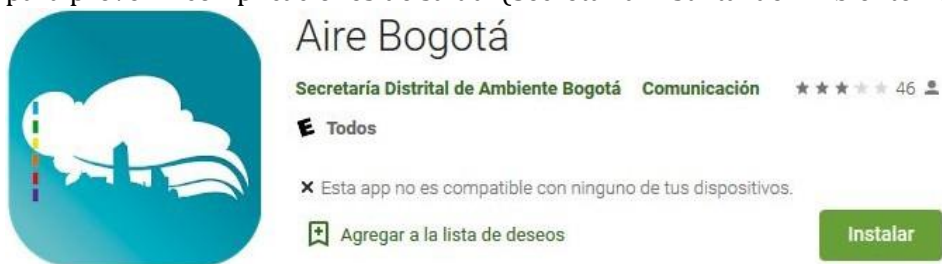 Aire Bogotá
Secretaría Distrital de Ambiente Bogotá Comunicación 46
E Todos
× Esta app no es compatible con ninguno de tus dispositivos.
Agregar a la lista de deseos
Instalar